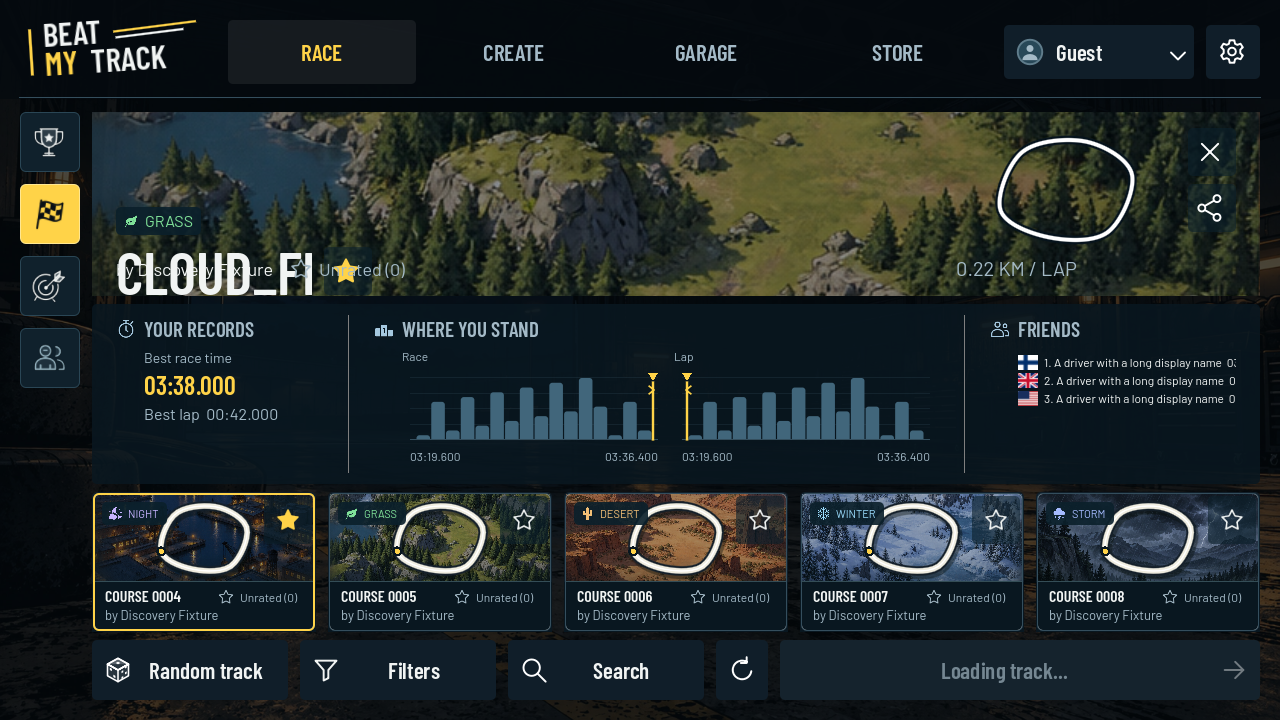 BEAT
MY TRACK
RACE
CREATE
GARAGE
STORE
Guest
GRASS
CLOUD_FI
by Discovery Fixture
Unrated (0)
0.22 KM / LAP
YOUR RECORDS
Best race time
03:38.000
Best lap 00:42.000
WHERE YOU STAND
Race
03:19.600
03:36.400
Lap
03:19.600
03:36.400
FRIENDS
1. A driver with a long display name 03
2. A driver with a long display name 0
3. A driver with a long display name 0
NIGHT
COURSE 0004
Unrated (0)
by Discovery Fixture
GRASS
COURSE 0005
Unrated (0)
by Discovery Fixture
DESERT
COURSE 0006
Unrated (0)
by Discovery Fixture
WINTER
COURSE 0007
Unrated (0)
by Discovery Fixture
STORM
COURSE 0008
Unrated (0)
by Discovery Fixture
Random track
Filters
Search
Loading track...